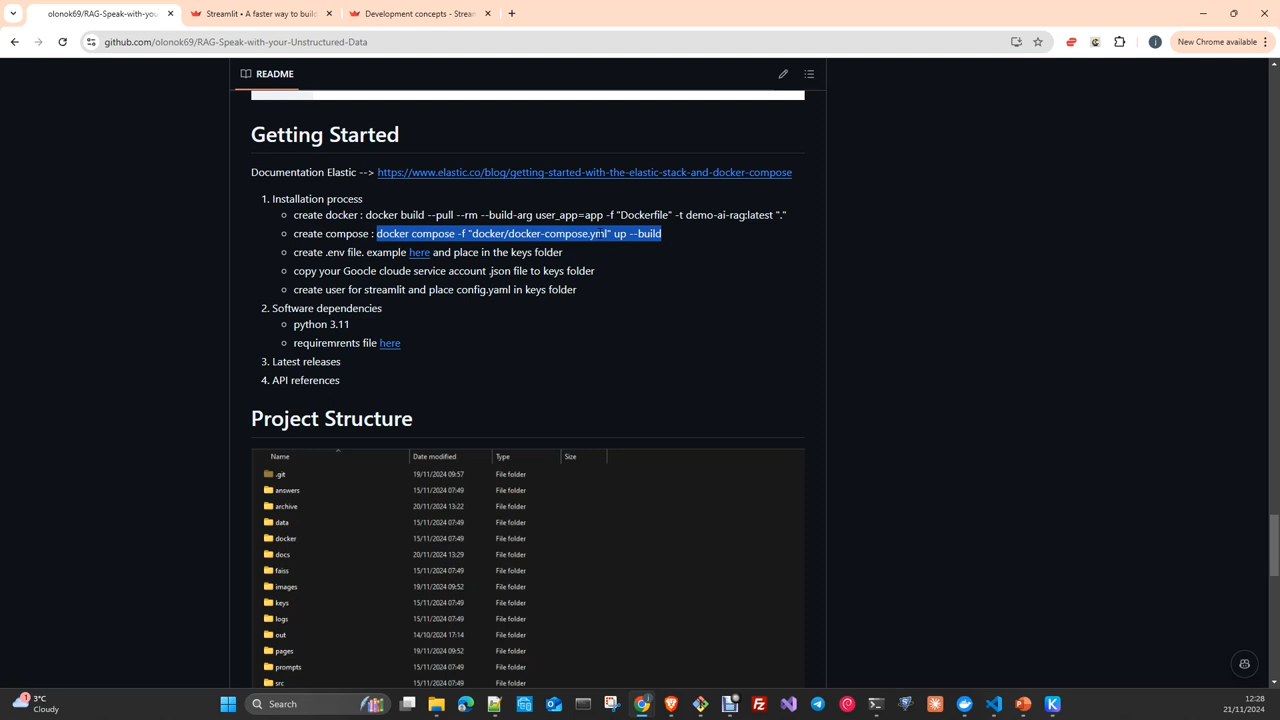 olonok69/RAG-Speak-with-your-
Streamlit • A faster way to build
Development concepts - Stream
github.com/olonok69/RAG-Speak-with-your-Unstructured-Data
New Chrome available
README
Getting Started
Documentation Elastic --> https://www.elastic.co/blog/getting-started-with-the-elastic-stack-and-docker-compose
1. Installation process
create docker : docker build --pull --rm --build-arg user_app=app -f "Dockerfile" -t demo-ai-rag:latest "."
create compose : docker compose -f "docker/docker-compose.yml" up --build
create .env file. example here and place in the keys folder
copy your Goocle cloude service account .json file to keys folder
create user for streamlit and place config.yaml in keys folder
2. Software dependencies
python 3.11
requiremrents file here
3. Latest releases
4. API references
Project Structure
Name Date modified Type Size
.git 19/11/2024 09:57 File folder
answers 15/11/2024 07:49 File folder
archive 20/11/2024 13:22 File folder
data 15/11/2024 07:49 File folder
docker 15/11/2024 07:49 File folder
docs 20/11/2024 13:29 File folder
faiss 15/11/2024 07:49 File folder
images 19/11/2024 09:52 File folder
keys 15/11/2024 07:49 File folder
logs 15/11/2024 07:49 File folder
out 14/10/2024 17:14 File folder
pages 19/11/2024 09:52 File folder
prompts 15/11/2024 07:49 File folder
src 15/11/2024 07:49 File folder
1
3°C
Cloudy
Search
12:28
21/11/2024